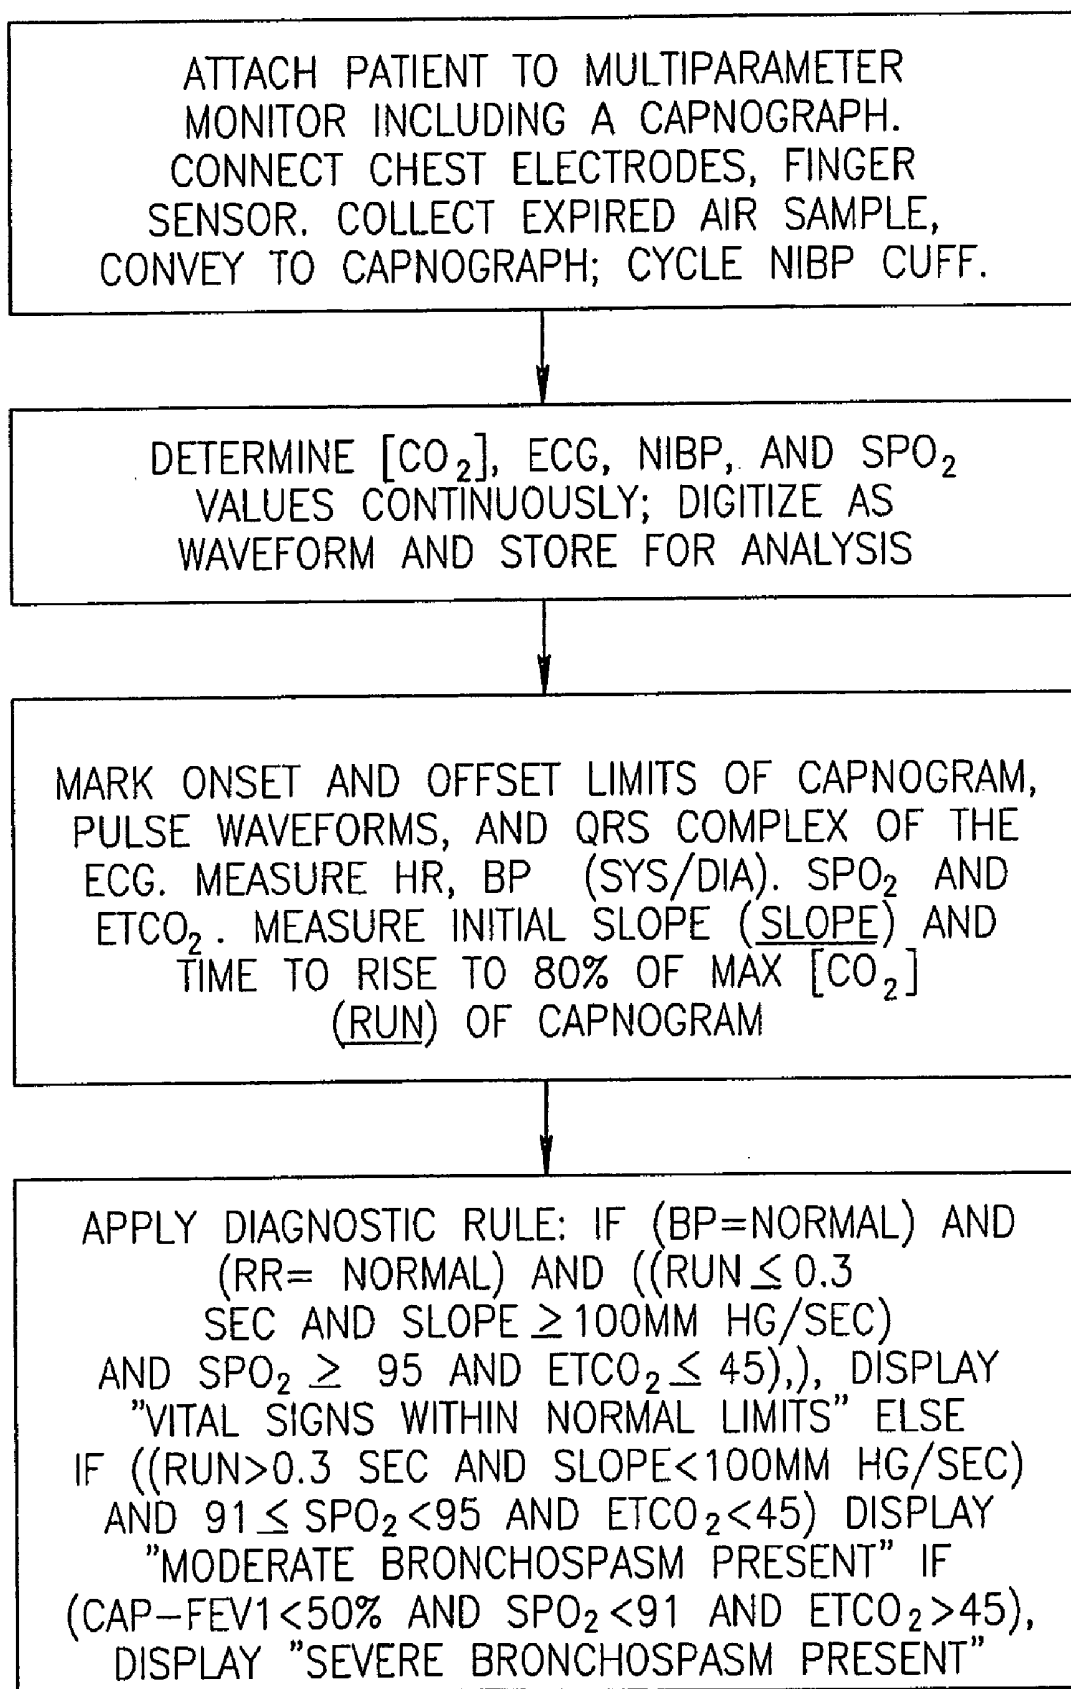 ATTACH PATIENT TO MULTIPARAMETER
MONITOR INCLUDING A CAPNOGRAPH.
CONNECT CHEST ELECTRODES, FINGER
SENSOR. COLLECT EXPIRED AIR SAMPLE,
CONVEY TO CAPNOGRAPH; CYCLE NIBP CUFF.
DETERMINE [CO₂], ECG, NIBP, AND SPO₂
VALUES CONTINUOUSLY; DIGITIZE AS
WAVEFORM AND STORE FOR ANALYSIS
MARK ONSET AND OFFSET LIMITS OF CAPNOGRAM,
PULSE WAVEFORMS, AND QRS COMPLEX OF THE
ECG. MEASURE HR, BP (SYS/DIA). SPO₂ AND
ETCO₂. MEASURE INITIAL SLOPE (SLOPE) AND
TIME TO RISE TO 80% OF MAX [CO₂]
(RUN) OF CAPNOGRAM
APPLY DIAGNOSTIC RULE: IF (BP=NORMAL) AND
(RR= NORMAL) AND ((RUN ≤ 0.3
SEC AND SLOPE ≥ 100MM HG/SEC)
AND SPO₂ ≥ 95 AND ETCO₂ ≤ 45),), DISPLAY
"VITAL SIGNS WITHIN NORMAL LIMITS" ELSE
IF ((RUN>0.3 SEC AND SLOPE<100MM HG/SEC)
AND 91 ≤ SPO₂<95 AND ETCO₂<45) DISPLAY
"MODERATE BRONCHOSPASM PRESENT" IF
(CAP-FEV1<50% AND SPO₂<91 AND ETCO₂>45),
DISPLAY "SEVERE BRONCHOSPASM PRESENT"